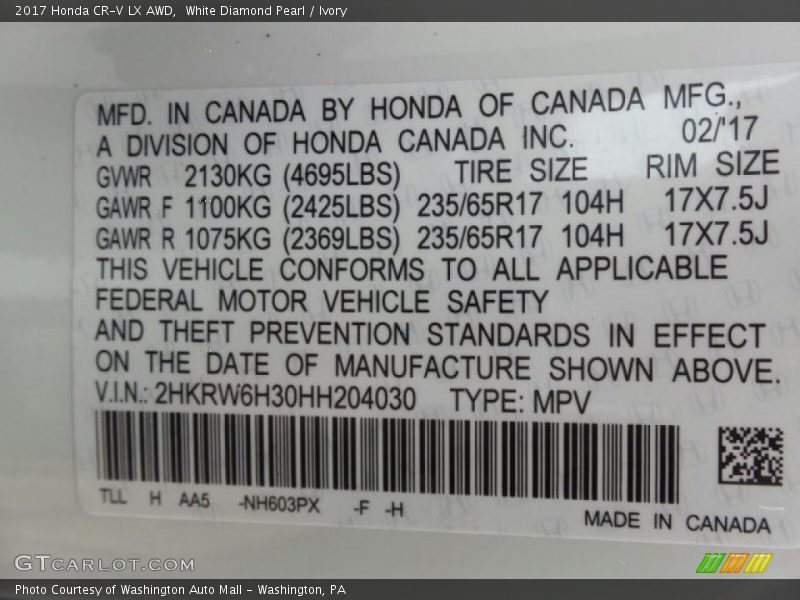 2017 Honda CR-V LX AWD,  White Diamond Pearl / Ivory
MFD. IN CANADA BY HONDA OF CANADA MFG.,
A DIVISION OF HONDA CANADA INC. 02/'17
GVWR 2130KG (4695LBS) TIRE SIZE RIM SIZE
GAWR F 1100KG (2425LBS) 235/65R17 104H 17X7.5J
GAWR R 1075KG (2369LBS) 235/65R17 104H 17X7.5J
THIS VEHICLE CONFORMS TO ALL APPLICABLE
FEDERAL MOTOR VEHICLE SAFETY
AND THEFT PREVENTION STANDARDS IN EFFECT
ON THE DATE OF MANUFACTURE SHOWN ABOVE.
V.I.N.: 2HKRW6H30HH204030 TYPE: MPV
TLL H AA5 -NH603PX -F -H
MADE IN CANADA
GTCARLOT.COM
Photo Courtesy of Washington Auto Mall - Washington, PA